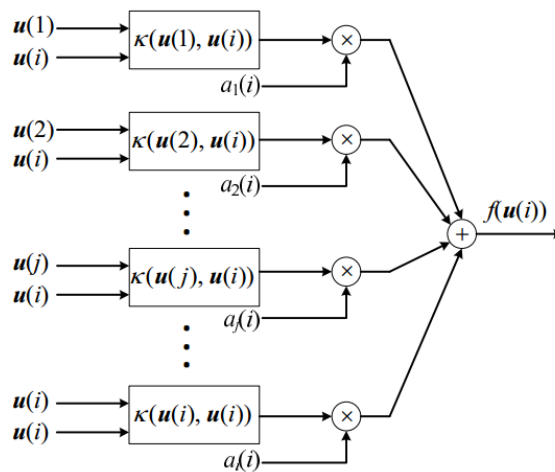 u(1)
u(i)
κ(u(1), u(i))
×
a₁(i)
u(2)
u(i)
κ(u(2), u(i))
×
a₂(i)
f(u(i))
+
u(j)
u(i)
κ(u(j), u(i))
×
aⱼ(i)
u(i)
u(i)
κ(u(i), u(i))
×
aᵢ(i)